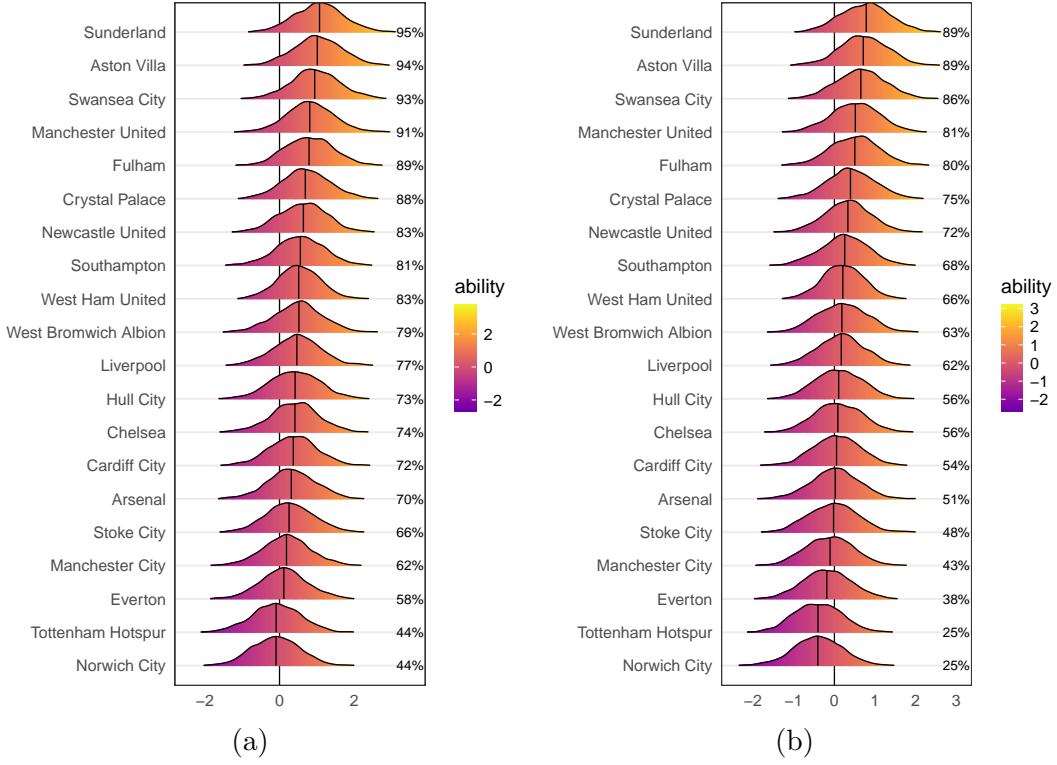 Sunderland 95%
Aston Villa 94%
Swansea City 93%
Manchester United 91%
Fulham 89%
Crystal Palace 88%
Newcastle United 83%
Southampton 81%
West Ham United 83%
West Bromwich Albion 79%
Liverpool 77%
Hull City 73%
Chelsea 74%
Cardiff City 72%
Arsenal 70%
Stoke City 66%
Manchester City 62%
Everton 58%
Tottenham Hotspur 44%
Norwich City 44%
−2 0 2
ability
2
0
−2
(a)
Sunderland 89%
Aston Villa 89%
Swansea City 86%
Manchester United 81%
Fulham 80%
Crystal Palace 75%
Newcastle United 72%
Southampton 68%
West Ham United 66%
West Bromwich Albion 63%
Liverpool 62%
Hull City 56%
Chelsea 56%
Cardiff City 54%
Arsenal 51%
Stoke City 48%
Manchester City 43%
Everton 38%
Tottenham Hotspur 25%
Norwich City 25%
−2 −1 0 1 2 3
ability
3
2
1
0
−1
−2
(b)